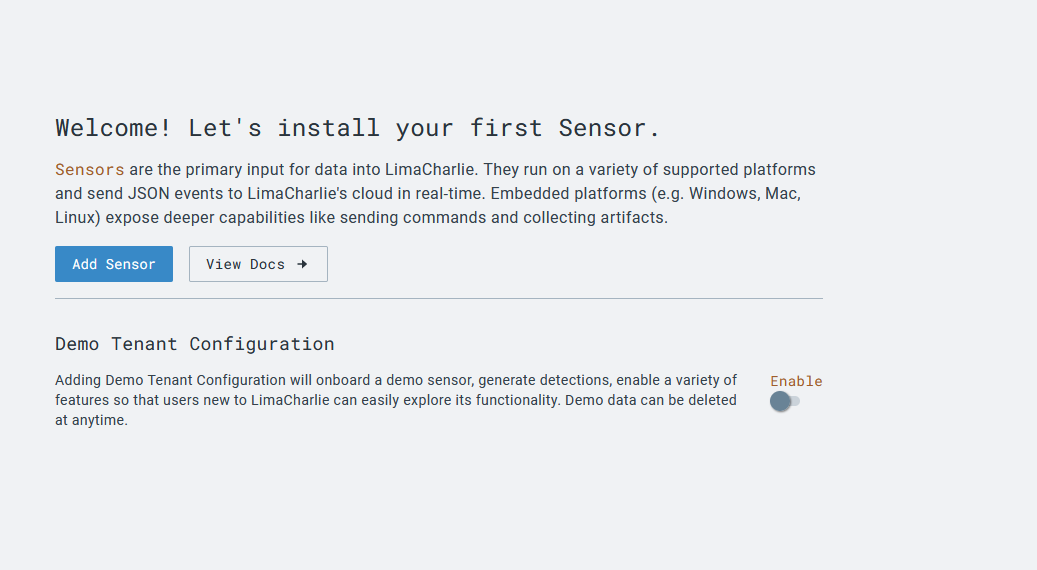 Welcome! Let's install your first Sensor.
Sensors are the primary input for data into LimaCharlie. They run on a variety of supported platforms
and send JSON events to LimaCharlie's cloud in real-time. Embedded platforms (e.g. Windows, Mac,
Linux) expose deeper capabilities like sending commands and collecting artifacts.
Add Sensor View Docs
Demo Tenant Configuration
Adding Demo Tenant Configuration will onboard a demo sensor, generate detections, enable a variety of
features so that users new to LimaCharlie can easily explore its functionality. Demo data can be deleted
at anytime.
Enable